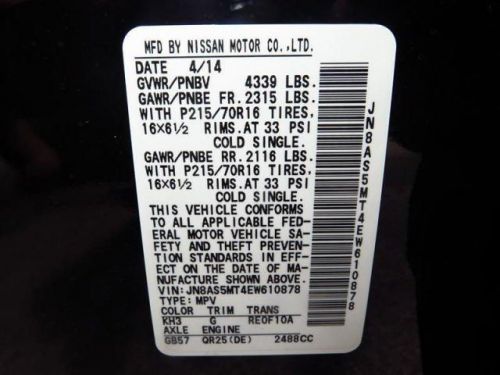 MFD BY NISSAN MOTOR CO.,LTD.
DATE 4/14
GVWR/PNBV 4339 LBS.
GAWR/PNBE FR. 2315 LBS.
WITH P215/70R16 TIRES,
16×6½ RIMS.AT 33 PSI
COLD SINGLE.
GAWR/PNBE RR. 2116 LBS.
WITH P215/70R16 TIRES,
16×6½ RIMS.AT 33 PSI
COLD SINGLE.
THIS VEHICLE CONFORMS
TO ALL APPLICABLE FED-
ERAL MOTOR VEHICLE SA-
FETY AND THEFT PREVEN-
TION STANDARDS IN EFF-
ECT ON THE DATE OF MA-
NUFACTURE SHOWN ABOVE.
VIN: JN8AS5MT4EW610878
TYPE: MPV
COLOR TRIM TRANS
KH3 G RE0F10A
AXLE ENGINE
GB57 QR25(DE) 2488CC
JN8AS5MT4EW610878